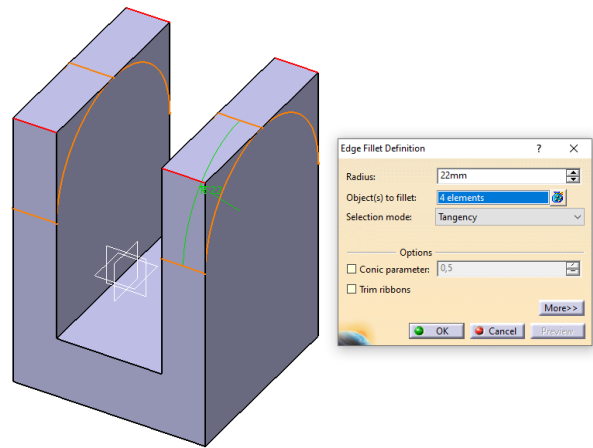 Edge Fillet Definition
Radius: 22mm
Object(s) to fillet: 4 elements
Selection mode: Tangency
Options
Conic parameter: 0,5
Trim ribbons
More>>
OK Cancel Preview